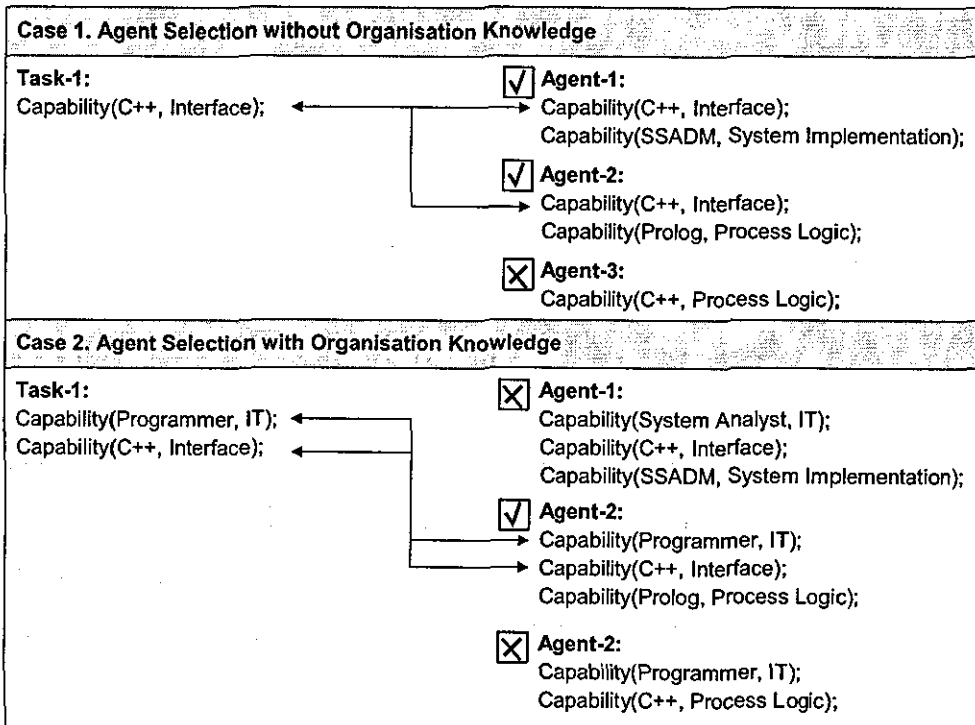 Case 1. Agent Selection without Organisation Knowledge
Task-1:
Capability(C++, Interface);
Agent-1:
Capability(C++, Interface);
Capability(SSADM, System Implementation);
Agent-2:
Capability(C++, Interface);
Capability(Prolog, Process Logic);
Agent-3:
Capability(C++, Process Logic);
Case 2. Agent Selection with Organisation Knowledge
Task-1:
Capability(Programmer, IT);
Capability(C++, Interface);
Agent-1:
Capability(System Analyst, IT);
Capability(C++, Interface);
Capability(SSADM, System Implementation);
Agent-2:
Capability(Programmer, IT);
Capability(C++, Interface);
Capability(Prolog, Process Logic);
Agent-2:
Capability(Programmer, IT);
Capability(C++, Process Logic);